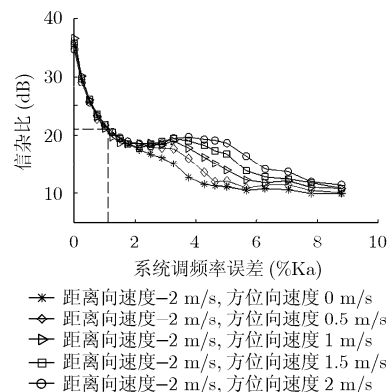 40
30
20
10
信杂比 (dB)
0 2 4 6 8 10
系统调频率误差 (%Ka)
距离向速度–2 m/s, 方位向速度 0 m/s
距离向速度–2 m/s, 方位向速度 0.5 m/s
距离向速度–2 m/s, 方位向速度 1 m/s
距离向速度–2 m/s, 方位向速度 1.5 m/s
距离向速度–2 m/s, 方位向速度 2 m/s